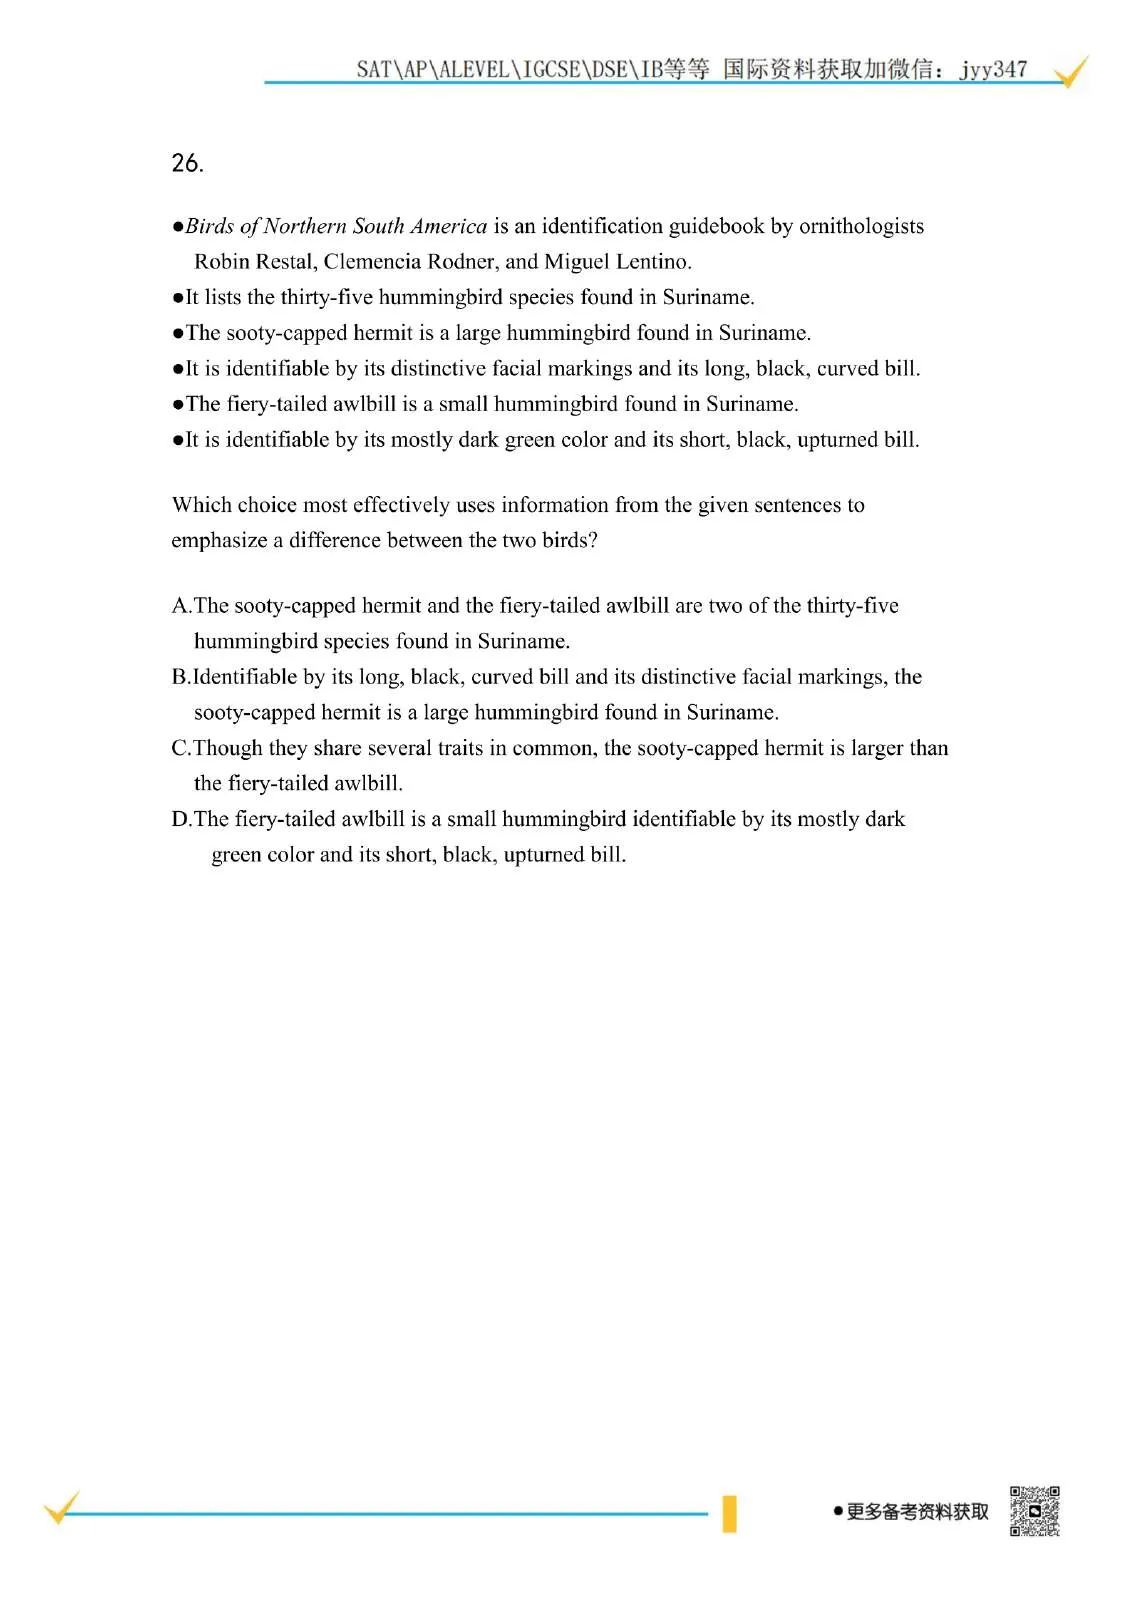 SAT\AP\ALEVEL\IGCSE\DSE\IB等等 国际资料获取加微信: jyy347
26.
●Birds of Northern South America is an identification guidebook by ornithologists
Robin Restal, Clemencia Rodner, and Miguel Lentino.
●It lists the thirty-five hummingbird species found in Suriname.
●The sooty-capped hermit is a large hummingbird found in Suriname.
●It is identifiable by its distinctive facial markings and its long, black, curved bill.
●The fiery-tailed awlbill is a small hummingbird found in Suriname.
●It is identifiable by its mostly dark green color and its short, black, upturned bill.
Which choice most effectively uses information from the given sentences to
emphasize a difference between the two birds?
A.The sooty-capped hermit and the fiery-tailed awlbill are two of the thirty-five
hummingbird species found in Suriname.
B.Identifiable by its long, black, curved bill and its distinctive facial markings, the
sooty-capped hermit is a large hummingbird found in Suriname.
C.Though they share several traits in common, the sooty-capped hermit is larger than
the fiery-tailed awlbill.
D.The fiery-tailed awlbill is a small hummingbird identifiable by its mostly dark
green color and its short, black, upturned bill.
●更多备考资料获取